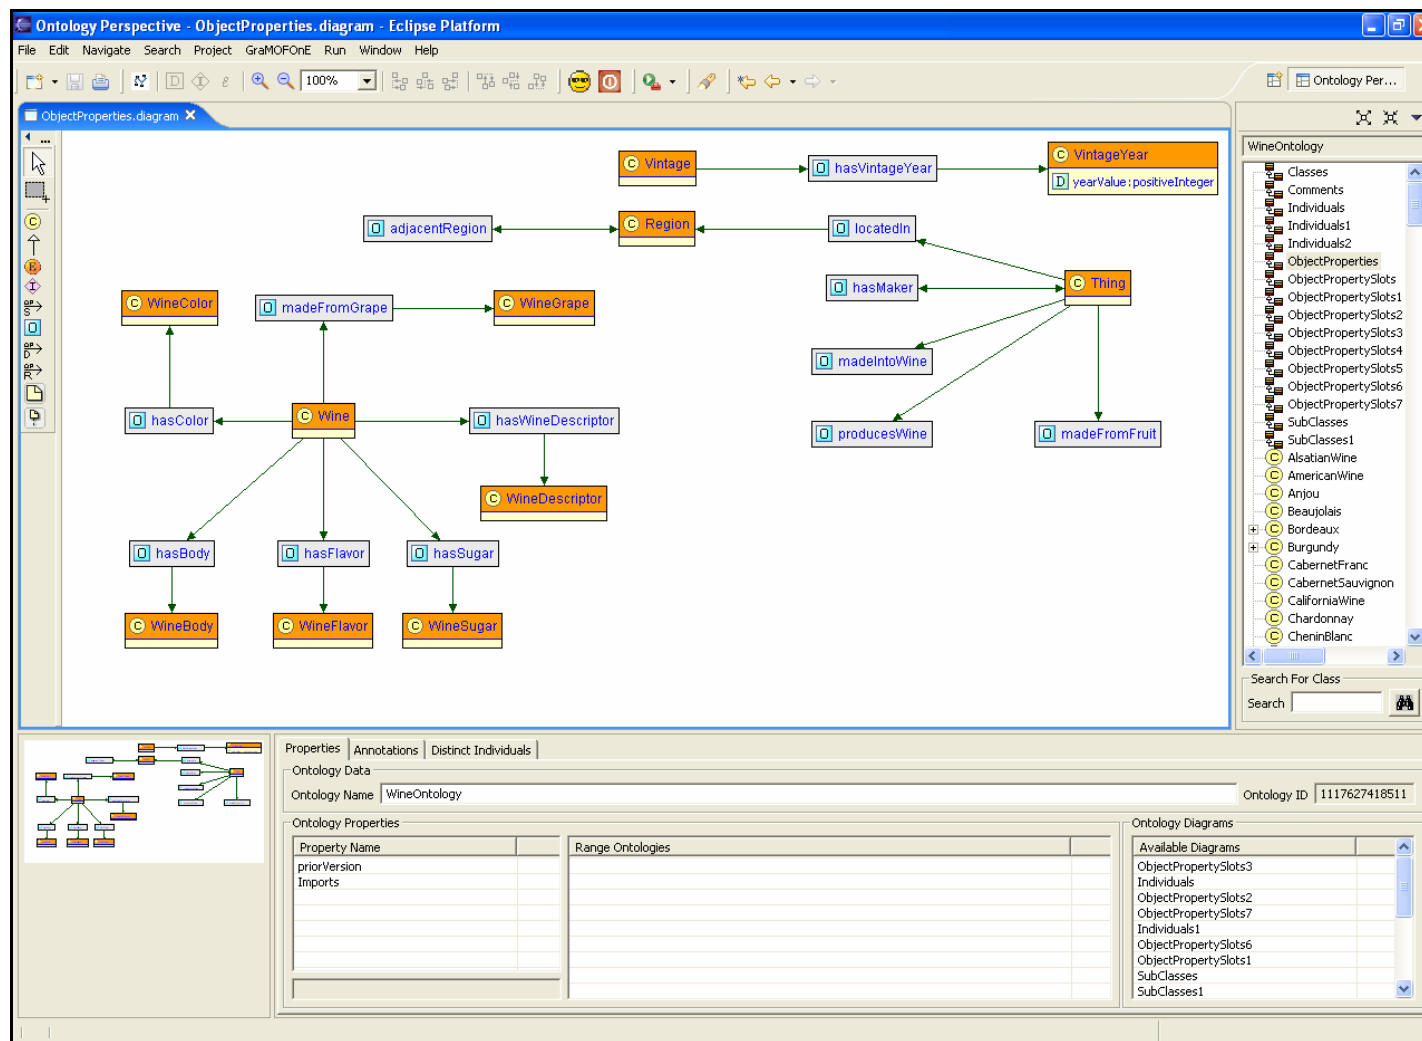 Ontology Perspective - ObjectProperties.diagram - Eclipse Platform
File Edit Navigate Search Project GraMOFOnE Run Window Help
100%
Ontology Per...
ObjectProperties.diagram
C Vintage
O hasVintageYear
C VintageYear
D yearValue:positiveInteger
O adjacentRegion
C Region
O locatedIn
C Thing
O hasMaker
C WineColor
O madeFromGrape
C WineGrape
O madeIntoWine
O hasColor
C Wine
O hasWineDescriptor
O producesWine
O madeFromFruit
C WineDescriptor
O hasBody
O hasFlavor
O hasSugar
C WineBody
C WineFlavor
C WineSugar
WineOntology
Classes
Comments
Individuals
Individuals1
Individuals2
ObjectProperties
ObjectPropertySlots
ObjectPropertySlots1
ObjectPropertySlots2
ObjectPropertySlots3
ObjectPropertySlots4
ObjectPropertySlots5
ObjectPropertySlots6
ObjectPropertySlots7
SubClasses
SubClasses1
C AlsatianWine
C AmericanWine
C Anjou
C Beaujolais
C Bordeaux
C Burgundy
C CabernetFranc
C CabernetSauvignon
C CaliforniaWine
C Chardonnay
C CheninBlanc
Search For Class
Search
Properties Annotations Distinct Individuals
Ontology Data
Ontology Name WineOntology Ontology ID 1117627418511
Ontology Properties
Property Name Range Ontologies
priorVersion
Imports
Ontology Diagrams
Available Diagrams
ObjectPropertySlots3
Individuals
ObjectPropertySlots2
ObjectPropertySlots7
Individuals1
ObjectPropertySlots6
ObjectPropertySlots1
SubClasses
SubClasses1